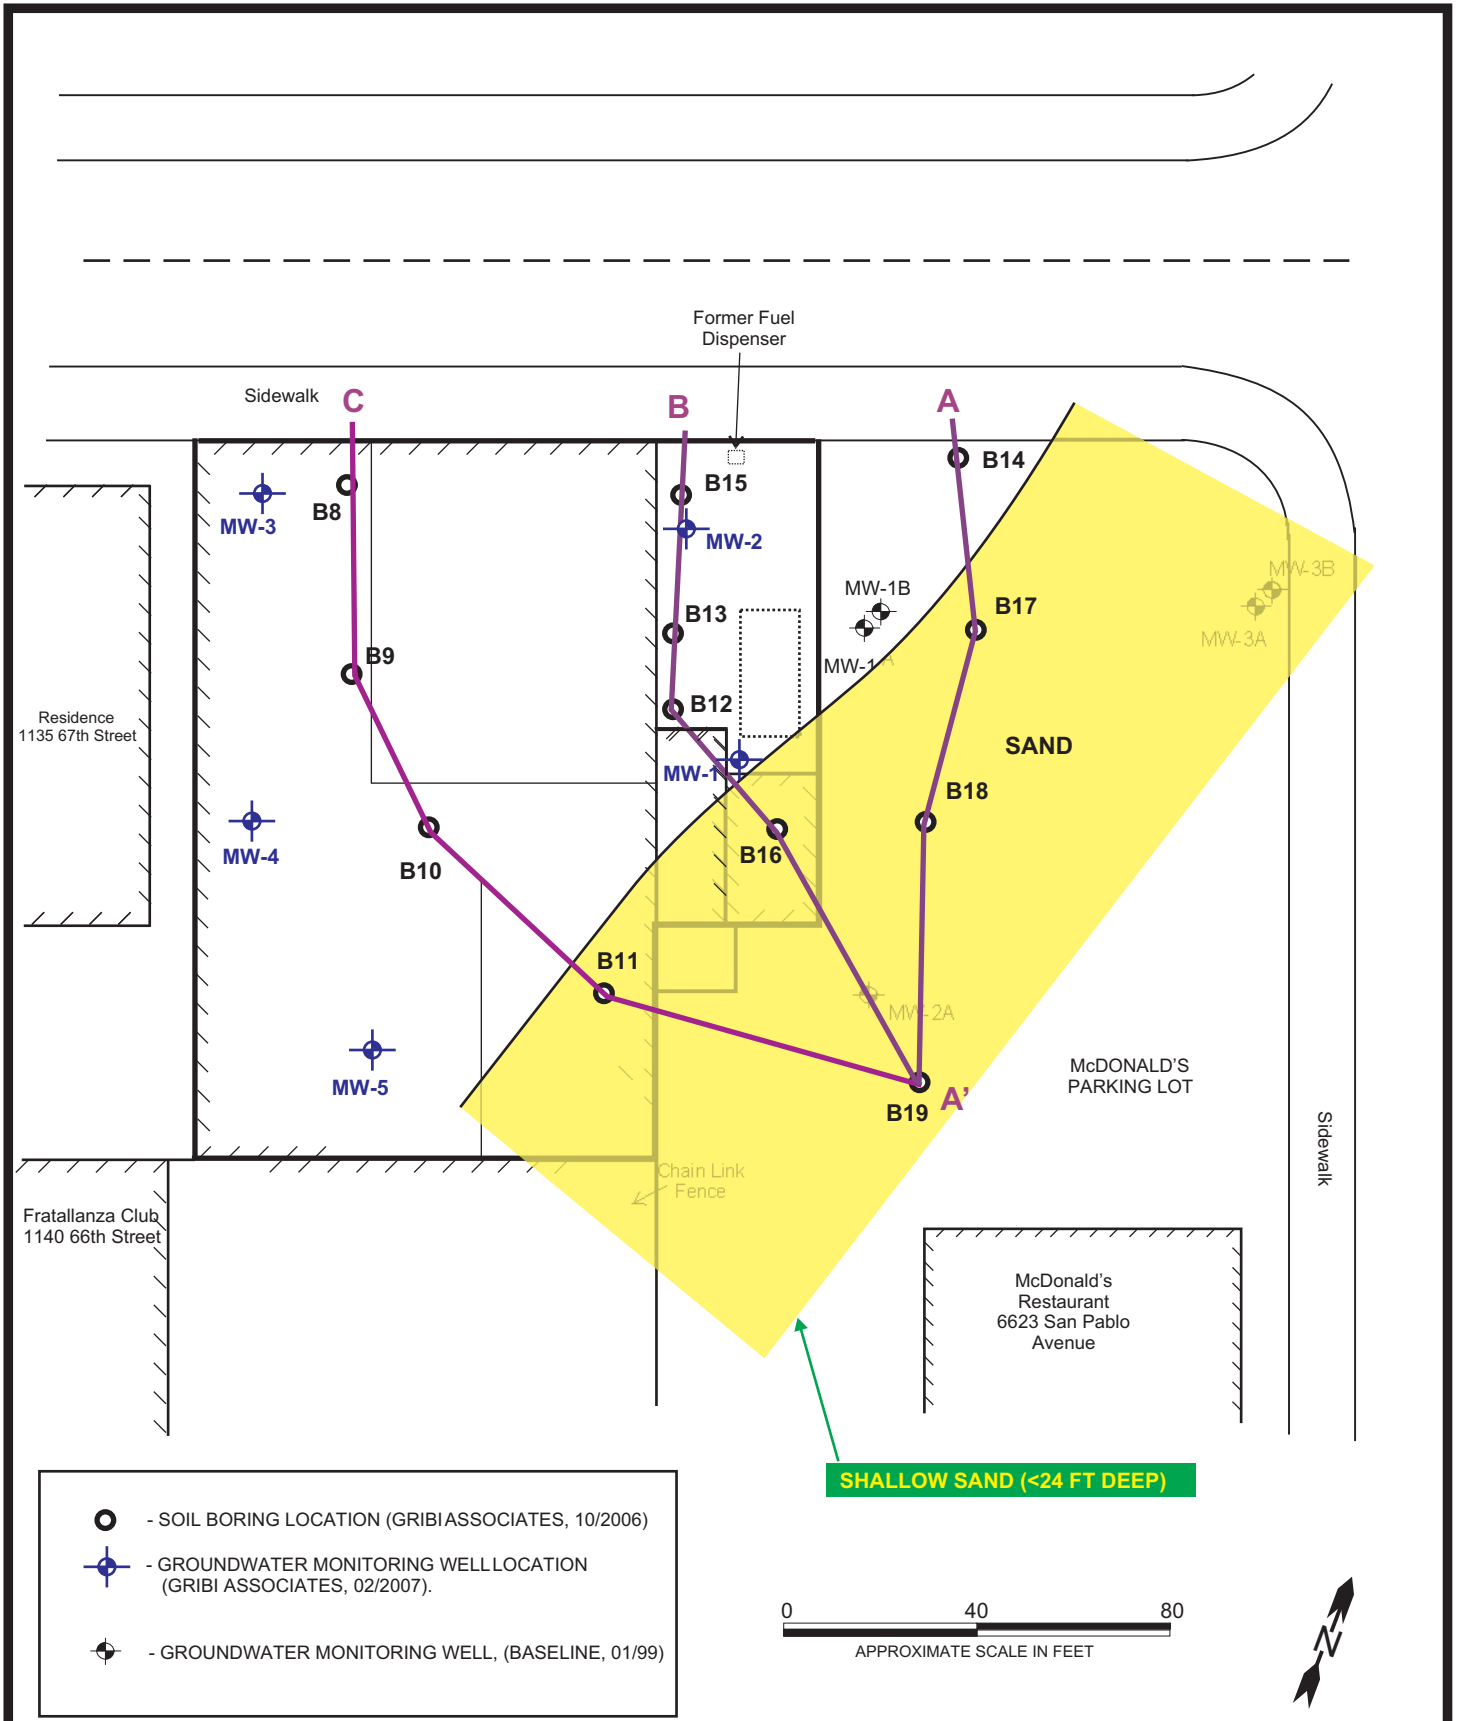 Former Fuel
Dispenser
Sidewalk
C
B
A
B14
B15
B8
MW-3
MW-2
MW-3B
MW-1B
B17
B13
MW-3A
B9
MW-1A
B12
Residence
1135 67th Street
SAND
MW-1
B18
MW-4
B16
B10
B11
MW-2A
McDONALD'S
PARKING LOT
MW-5
A’
B19
Sidewalk
Chain Link
Fence
Fratallanza Club
1140 66th Street
McDonald’s
Restaurant
6623 San Pablo
Avenue
SHALLOW SAND (<24 FT DEEP)
- SOIL BORING LOCATION (GRIBI ASSOCIATES, 10/2006)
- GROUNDWATER MONITORING WELL LOCATION
(GRIBI ASSOCIATES, 02/2007).
- GROUNDWATER MONITORING WELL, (BASELINE, 01/99)
0 40 80
APPROXIMATE SCALE IN FEET
N